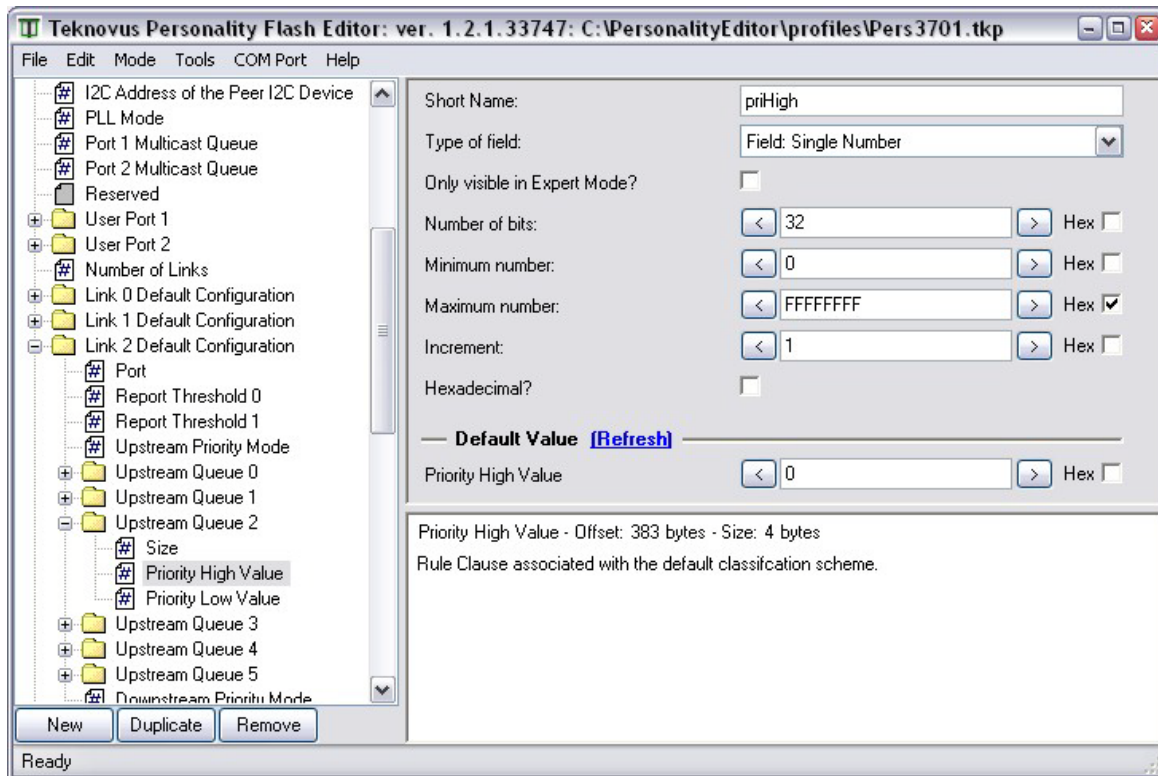 Teknovus Personality Flash Editor: ver. 1.2.1.33747: C:\PersonalityEditor\profiles\Pers3701.tkp
File Edit Mode Tools COM Port Help
I2C Address of the Peer I2C Device
PLL Mode
Port 1 Multicast Queue
Port 2 Multicast Queue
Reserved
User Port 1
User Port 2
Number of Links
Link 0 Default Configuration
Link 1 Default Configuration
Link 2 Default Configuration
Port
Report Threshold 0
Report Threshold 1
Upstream Priority Mode
Upstream Queue 0
Upstream Queue 1
Upstream Queue 2
Size
Priority High Value
Priority Low Value
Upstream Queue 3
Upstream Queue 4
Upstream Queue 5
Downstream Priority Mode
New Duplicate Remove
Short Name: priHigh
Type of field: Field: Single Number
Only visible in Expert Mode?
Number of bits: < 32 > Hex
Minimum number: < 0 > Hex
Maximum number: < FFFFFFFF > Hex
Increment: < 1 > Hex
Hexadecimal?
Default Value (Refresh)
Priority High Value < 0 > Hex
Priority High Value - Offset: 383 bytes - Size: 4 bytes
Rule Clause associated with the default classifcation scheme.
Ready